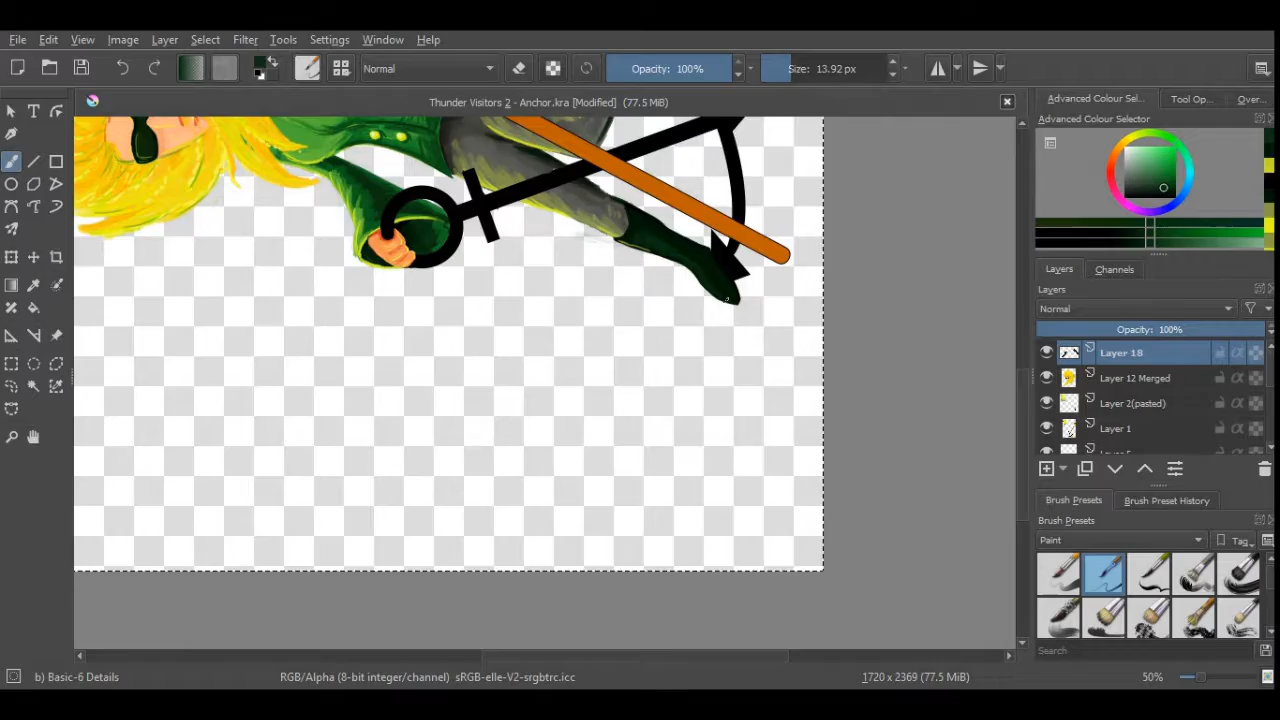 File Edit View Image Layer Select Filter Tools Settings Window Help
Normal Opacity: 100% Size: 13.92 px
Thunder Visitors 2 - Anchor.kra [Modified] (77.5 MiB)
Advanced Colour Sel... Tool Op... Over...
Advanced Colour Selector
Layers Channels
Layers
Normal
Opacity: 100%
Layer 18
Layer 12 Merged
Layer 2(pasted)
Layer 1
Brush Presets Brush Preset History
Brush Presets
Paint Tag
Search
b) Basic-6 Details RGB/Alpha (8-bit integer/channel) sRGB-elle-V2-srgbtrc.icc 1720 x 2369 (77.5 MiB) 50%